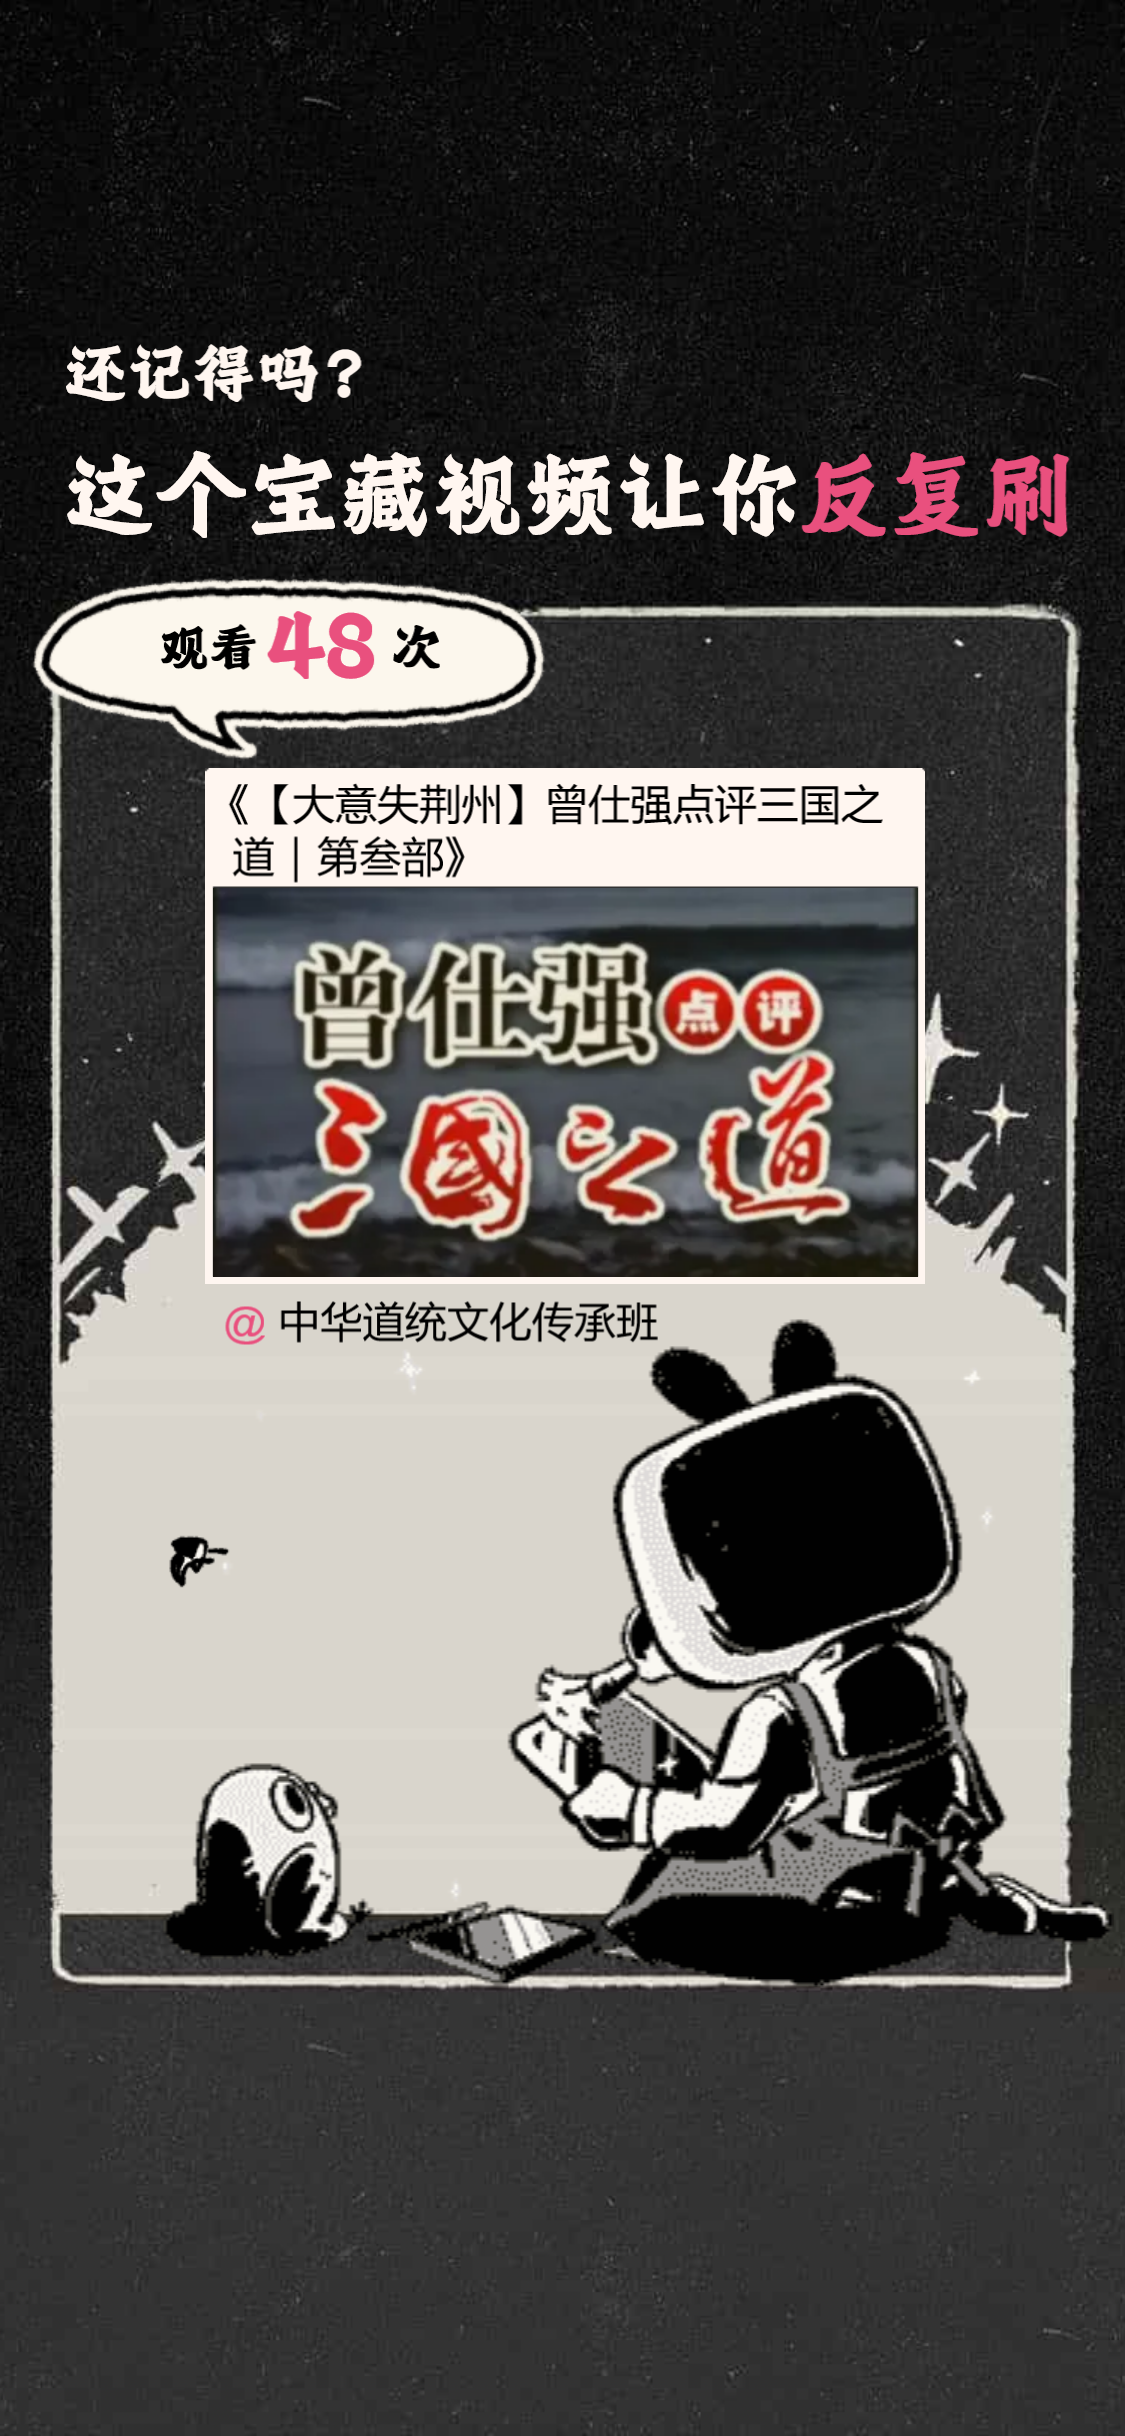 还记得吗？
这个宝藏视频让你反复刷
观看48次
《【大意失荆州】曾仕强点评三国之
道｜第叁部》
曾仕强点评
三國之道
@ 中华道统文化传承班